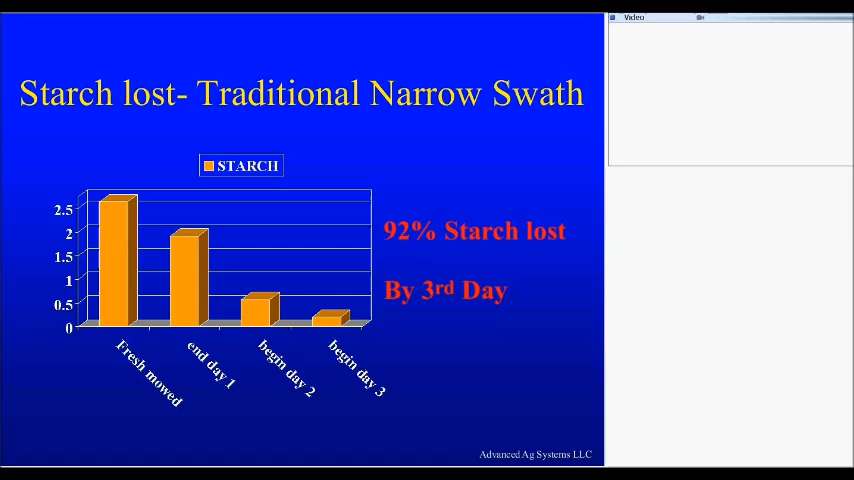 Video
Starch lost- Traditional Narrow Swath
STARCH
2.5
2
1.5
1
0.5
0
Fresh mowed
end day 1
begin day 2
begin day 3
92% Starch lost
By 3rd Day
Advanced Ag Systems LLC